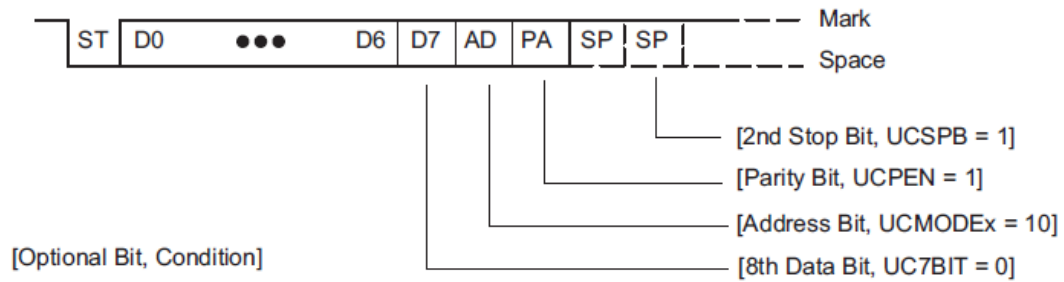 Mark
ST D0 ●●● D6 D7 AD PA SP SP
Space
[2nd Stop Bit, UCSPB = 1]
[Parity Bit, UCPEN = 1]
[Address Bit, UCMODEx = 10]
[Optional Bit, Condition]
[8th Data Bit, UC7BIT = 0]